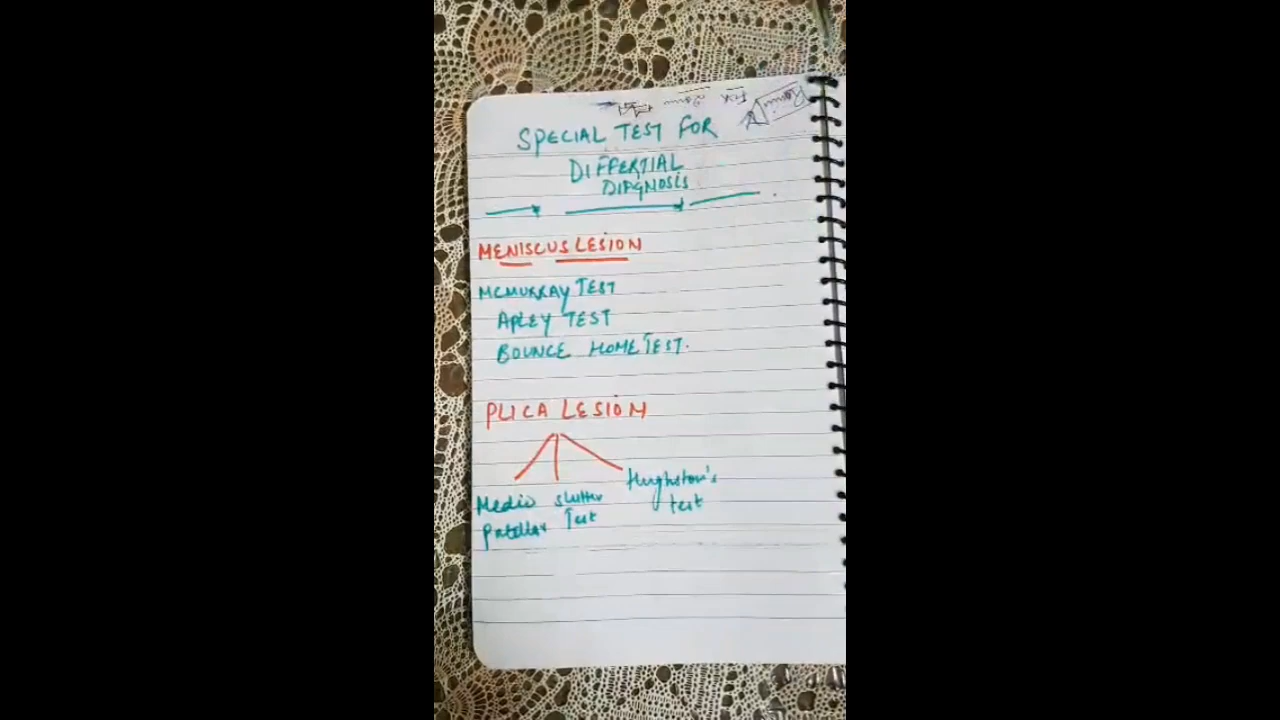 SPECIAL TEST FOR
DIFFERTIAL
DIAGNOSIS
MENISCUS LESION
MCMURRAY TEST
APLEY TEST
BOUNCE HOME TEST.
PLICA LESION
Medio
patellar
Test
Hughston's
test